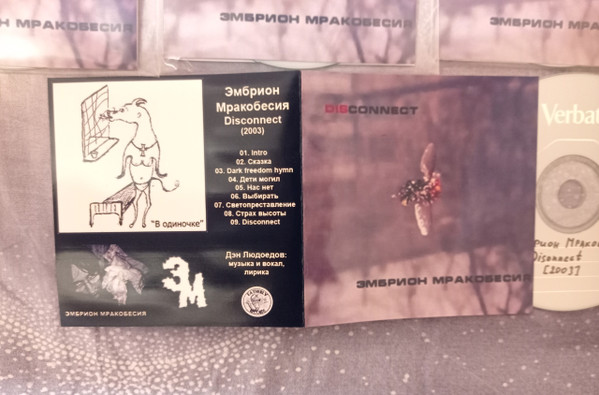 ЭМБРИОН МРАКОБЕСИЯ
Эмбрион
Мракобесия
Disconnect
(2003)
01. Intro
02. Сказка
03. Dark freedom hymn
04. Дети могил
05. Нас нет
06. Выбирать
07. Светопреставление
08. Страх высоты
09. Disconnect
"В одиночке"
Дэн Людоедов:
музыка и вокал,
лирика
ЭМ
ЭМБРИОН МРАКОБЕСИЯ
DISCONNECT
ЭМБРИОН МРАКОБЕСИЯ
Verbat
рион Мрако
Disconnect
[2003]